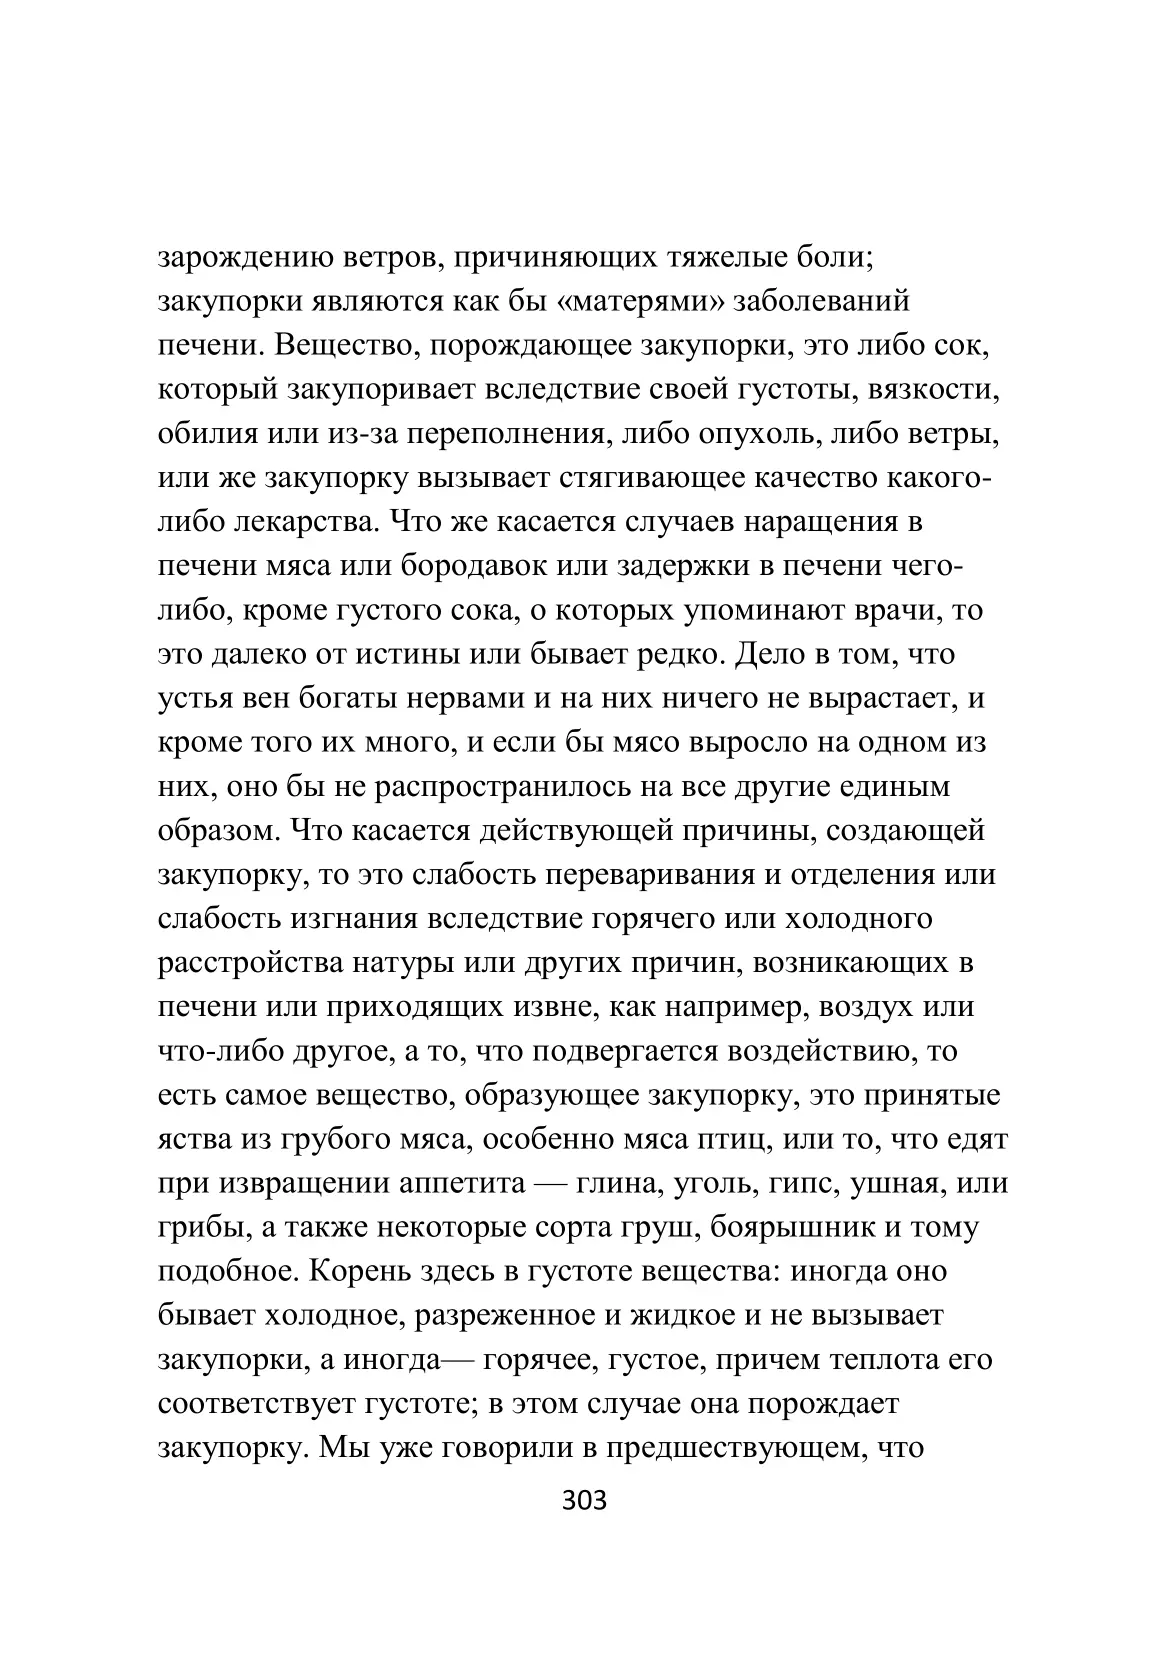 зарождению ветров, причиняющих тяжелые боли;
закупорки являются как бы «матерями» заболеваний
печени. Вещество, порождающее закупорки, это либо сок,
который закупоривает вследствие своей густоты, вязкости,
обилия или из-за переполнения, либо опухоль, либо ветры,
или же закупорку вызывает стягивающее качество какого-
либо лекарства. Что же касается случаев наращения в
печени мяса или бородавок или задержки в печени чего-
либо, кроме густого сока, о которых упоминают врачи, то
это далеко от истины или бывает редко. Дело в том, что
устья вен богаты нервами и на них ничего не вырастает, и
кроме того их много, и если бы мясо выросло на одном из
них, оно бы не распространилось на все другие единым
образом. Что касается действующей причины, создающей
закупорку, то это слабость переваривания и отделения или
слабость изгнания вследствие горячего или холодного
расстройства натуры или других причин, возникающих в
печени или приходящих извне, как например, воздух или
что-либо другое, а то, что подвергается воздействию, то
есть самое вещество, образующее закупорку, это принятые
яства из грубого мяса, особенно мяса птиц, или то, что едят
при извращении аппетита — глина, уголь, гипс, ушная, или
грибы, а также некоторые сорта груш, боярышник и тому
подобное. Корень здесь в густоте вещества: иногда оно
бывает холодное, разреженное и жидкое и не вызывает
закупорки, а иногда— горячее, густое, причем теплота его
соответствует густоте; в этом случае она порождает
закупорку. Мы уже говорили в предшествующем, что
303